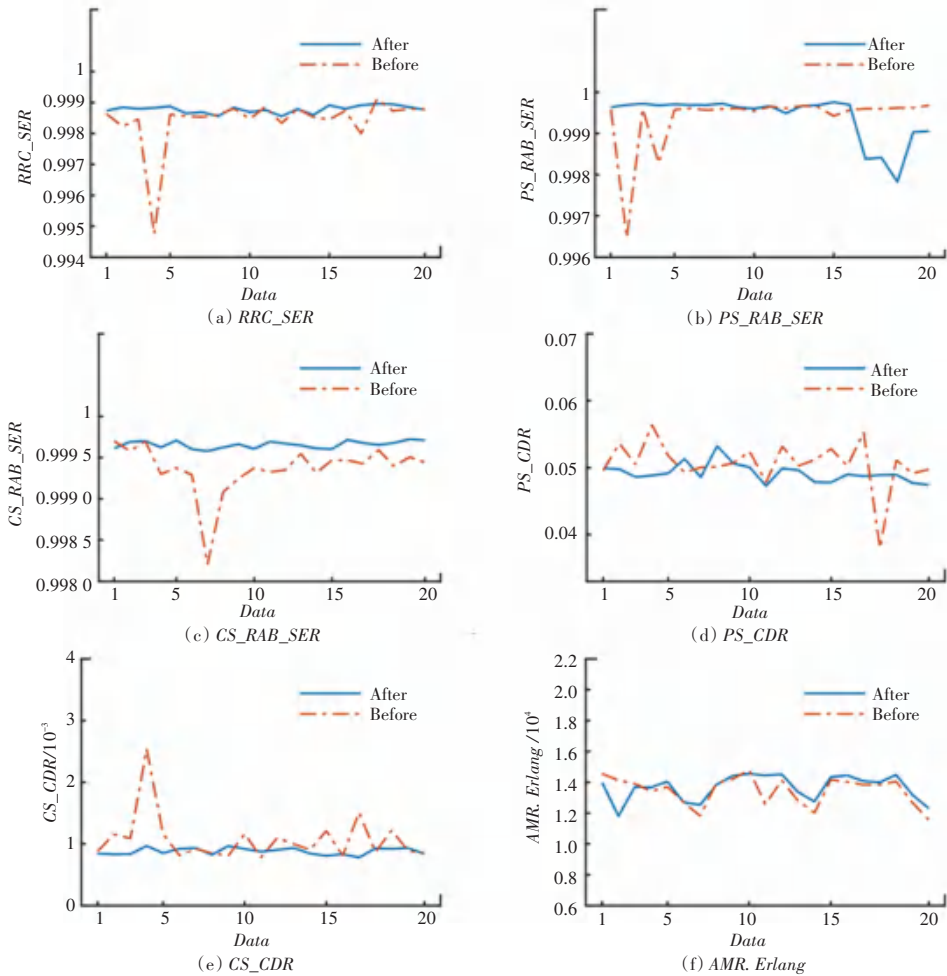 After
Before
1
0.999
0.998
0.997
0.996
0.995
0.994
RRC_SER
1
5
10
15
20
Data
(a) RRC_SER
After
Before
1
0.999
0.998
0.997
0.996
PS_RAB_SER
1
5
10
15
20
Data
(b) PS_RAB_SER
After
Before
1
0.999 5
0.999 0
0.998 5
0.998 0
CS_RAB_SER
1
5
10
15
20
Data
(c) CS_RAB_SER
After
Before
0.07
0.06
0.05
0.04
PS_CDR
1
5
10
15
20
Data
(d) PS_CDR
After
Before
4
3
2
1
0
CS_CDR/10⁻³
1
5
10
15
20
Data
(e) CS_CDR
After
Before
2.2
2.0
1.8
1.6
1.4
1.2
1.0
0.8
0.6
AMR. Erlang /10⁴
1
5
10
15
20
Data
(f) AMR. Erlang